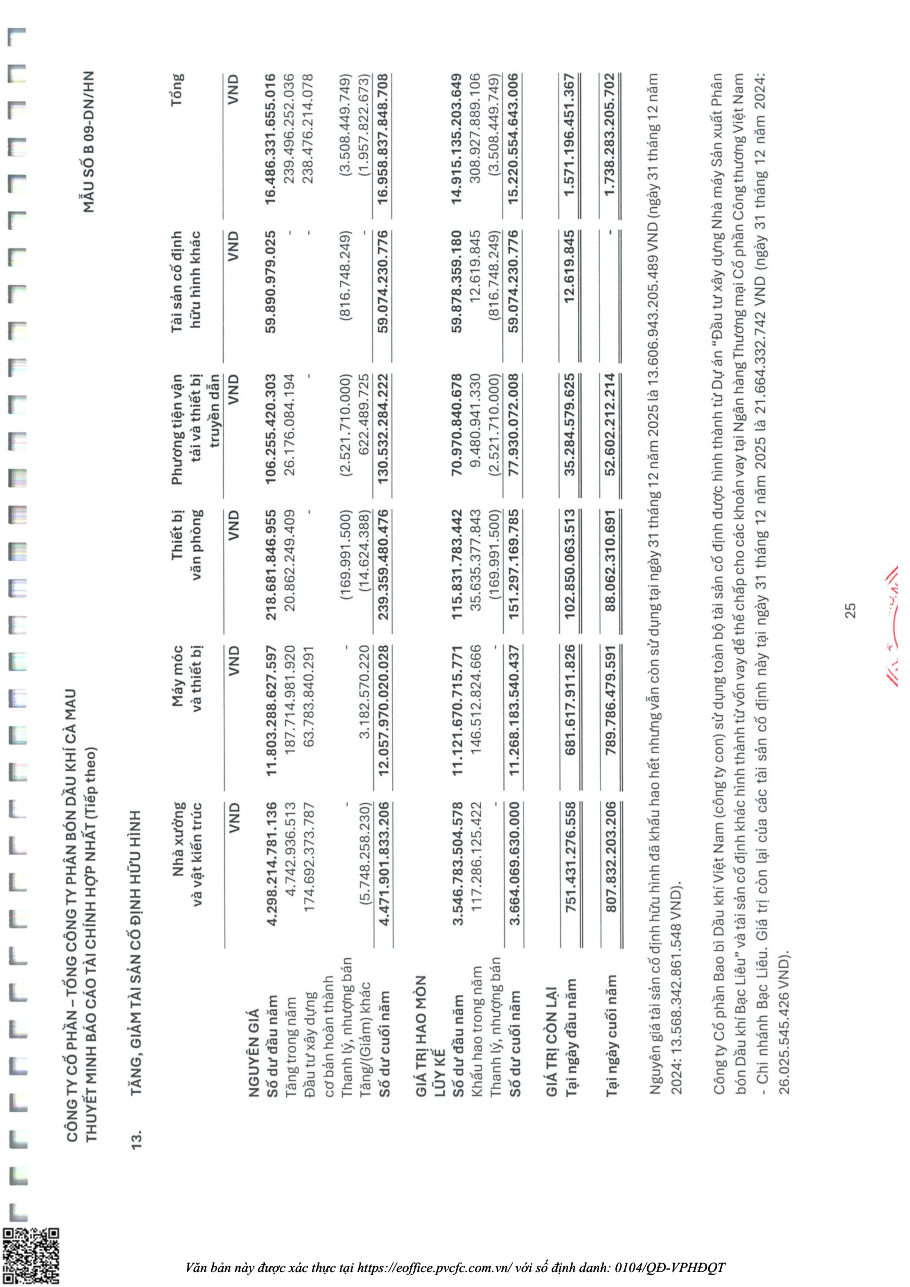 CÔNG TY CỔ PHẦN – TỔNG CÔNG TY PHÂN BÓN DẦU KHÍ CÀ MAU
THUYẾT MINH BÁO CÁO TÀI CHÍNH HỢP NHẤT (Tiếp theo)
MẪU SỐ B 09-DN/HN
13. TĂNG, GIẢM TÀI SẢN CỐ ĐỊNH HỮU HÌNH
Nhà xưởng và vật kiến trúc Máy móc và thiết bị Thiết bị văn phòng Phương tiện vận tải và thiết bị truyền dẫn Tài sản cố định hữu hình khác Tổng
VND VND VND VND VND VND
NGUYÊN GIÁ
Số dư đầu năm 4.298.214.781.136 11.803.288.627.597 218.681.846.955 106.255.420.303 59.890.979.025 16.486.331.655.016
Tăng trong năm 4.742.936.513 187.714.981.920 20.862.249.409 26.176.084.194 - 239.496.252.036
Đầu tư xây dựng 174.692.373.787 63.783.840.291 - - - 238.476.214.078
cơ bản hoàn thành
Thanh lý, nhượng bán - - (169.991.500) (2.521.710.000) (816.748.249) (3.508.449.749)
Tăng/(Giảm) khác (5.748.258.230) 3.182.570.220 (14.624.388) 622.489.725 (1.957.822.673)
Số dư cuối năm 4.471.901.833.206 12.057.970.020.028 239.359.480.476 130.532.284.222 59.074.230.776 16.958.837.848.708
GIÁ TRỊ HAO MÒN
LŨY KẾ
Số dư đầu năm 3.546.783.504.578 11.121.670.715.771 115.831.783.442 70.970.840.678 59.878.359.180 14.915.135.203.649
Khấu hao trong năm 117.286.125.422 146.512.824.666 35.635.377.843 9.480.941.330 12.619.845 308.927.889.106
Thanh lý, nhượng bán - - (169.991.500) (2.521.710.000) (816.748.249) (3.508.449.749)
Số dư cuối năm 3.664.069.630.000 11.268.183.540.437 151.297.169.785 77.930.072.008 59.074.230.776 15.220.554.643.006
GIÁ TRỊ CÒN LẠI
Tại ngày đầu năm 751.431.276.558 681.617.911.826 102.850.063.513 35.284.579.625 12.619.845 1.571.196.451.367
Tại ngày cuối năm 807.832.203.206 789.786.479.591 88.062.310.691 52.602.212.214 - 1.738.283.205.702
Nguyên giá tài sản cố định hữu hình đã khấu hao hết nhưng vẫn còn sử dụng tại ngày 31 tháng 12 năm 2025 là 13.606.943.205.489 VND (ngày 31 tháng 12 năm
2024: 13.568.342.861.548 VND).
Công ty Cổ phần Bao bì Dầu khí Việt Nam (công ty con) sử dụng toàn bộ tài sản cố định được hình thành từ Dự án “Đầu tư xây dựng Nhà máy Sản xuất Phân
bón Dầu khí Bạc Liêu” và tài sản cố định khác hình thành từ vốn vay để thế chấp cho các khoản vay tại Ngân hàng Thương mại Cổ phần Công thương Việt Nam
- Chi nhánh Bạc Liêu. Giá trị còn lại của các tài sản cố định này tại ngày 31 tháng 12 năm 2025 là 21.664.332.742 VND (ngày 31 tháng 12 năm 2024:
26.025.545.426 VND).
25
Văn bản này được xác thực tại https://eoffice.pvcfc.com.vn/ với số định danh: 0104/QĐ-VPHĐQT